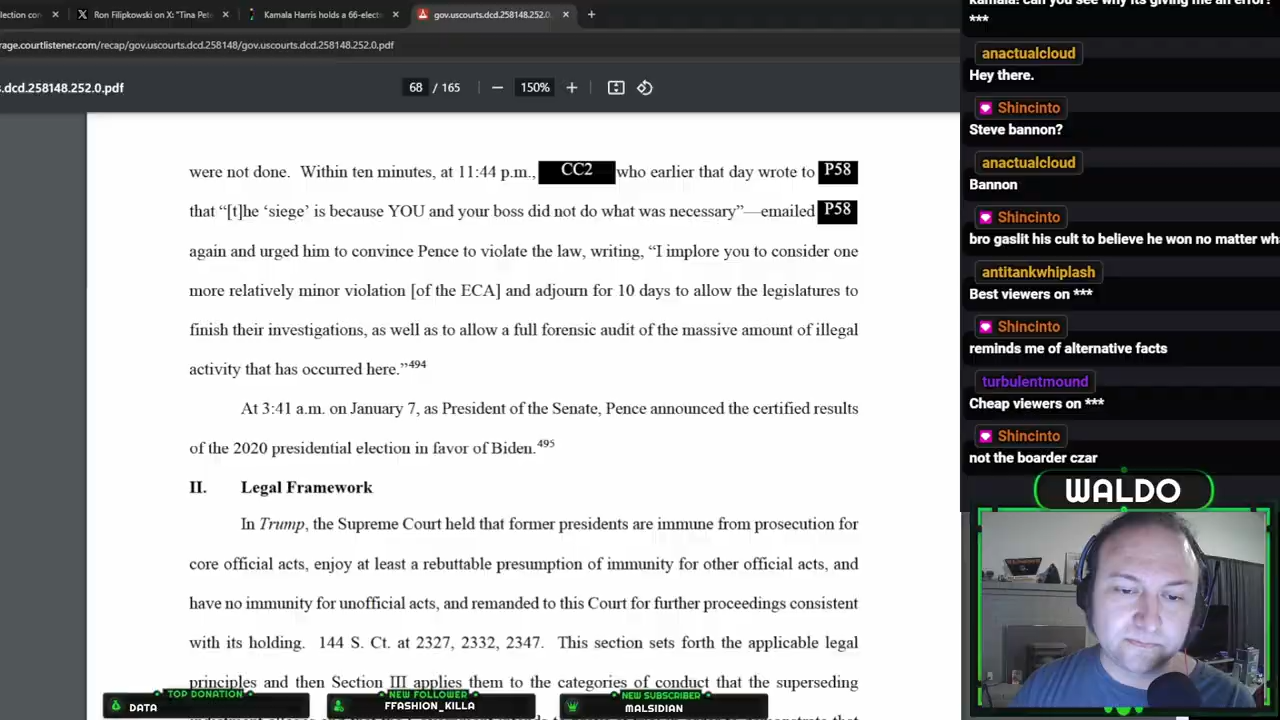 lection con
Ron Filipkowski on X: "Tina Pete
Kamala Harris holds a 66-elect
gov.uscourts.dcd.258148.252.0.
rage.courtlistener.com/recap/gov.uscourts.dcd.258148/gov.uscourts.dcd.258148.252.0.pdf
s.dcd.258148.252.0.pdf
68 / 165
150%
were not done. Within ten minutes, at 11:44 p.m., CC2 who earlier that day wrote to P58
that “[t]he ‘siege’ is because YOU and your boss did not do what was necessary”—emailed P58
again and urged him to convince Pence to violate the law, writing, “I implore you to consider one
more relatively minor violation [of the ECA] and adjourn for 10 days to allow the legislatures to
finish their investigations, as well as to allow a full forensic audit of the massive amount of illegal
activity that has occurred here.”494
At 3:41 a.m. on January 7, as President of the Senate, Pence announced the certified results
of the 2020 presidential election in favor of Biden.495
II. Legal Framework
In Trump, the Supreme Court held that former presidents are immune from prosecution for
core official acts, enjoy at least a rebuttable presumption of immunity for other official acts, and
have no immunity for unofficial acts, and remanded to this Court for further proceedings consistent
with its holding. 144 S. Ct. at 2327, 2332, 2347. This section sets forth the applicable legal
principles and then Section III applies them to the categories of conduct that the superseding
TOP DONATION
DATA
NEW FOLLOWER
FFASHION_KILLA
NEW SUBSCRIBER
MALSIDIAN
kamala! can you see why its giving me an error?
***
anactualcloud
Hey there.
Shincinto
Steve bannon?
anactualcloud
Bannon
Shincinto
bro gaslit his cult to believe he won no matter wha
antitankwhiplash
Best viewers on ***
Shincinto
reminds me of alternative facts
turbulentmound
Cheap viewers on ***
Shincinto
not the boarder czar
WALDO